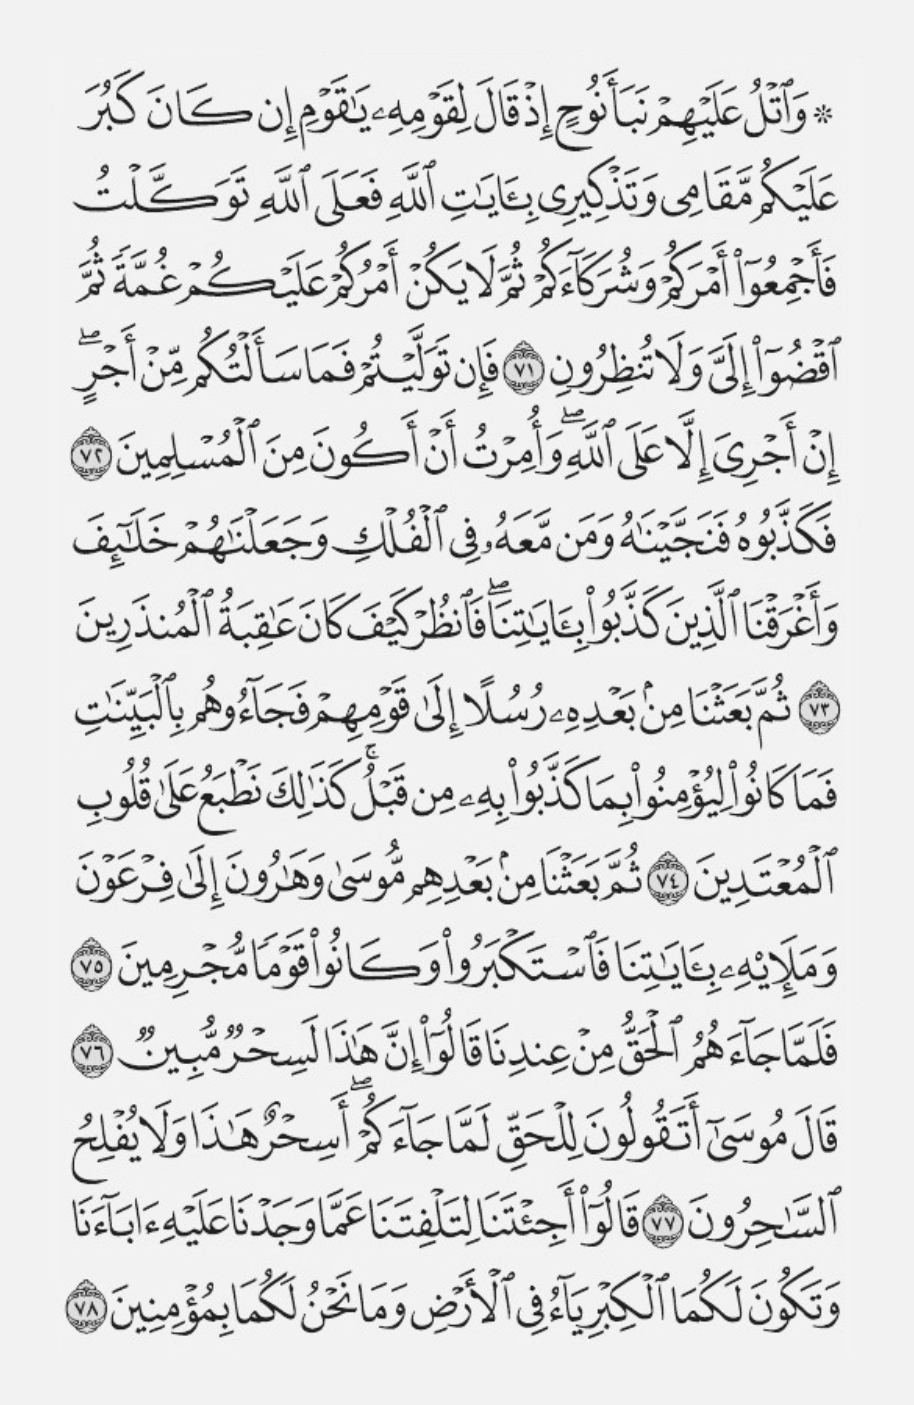 ۞ وَٱتۡلُ عَلَيۡهِمۡ نَبَأَ نُوحٍ إِذۡ قَالَ لِقَوۡمِهِۦ يَٰقَوۡمِ إِن كَانَ كَبُرَ
عَلَيۡكُم مَّقَامِي وَتَذۡكِيرِي بِـَٔايَٰتِ ٱللَّهِ فَعَلَى ٱللَّهِ تَوَكَّلۡتُ
فَأَجۡمِعُوٓاْ أَمۡرَكُمۡ وَشُرَكَآءَكُمۡ ثُمَّ لَا يَكُنۡ أَمۡرُكُمۡ عَلَيۡكُمۡ غُمَّةٗ ثُمَّ
ٱقۡضُوٓاْ إِلَيَّ وَلَا تُنظِرُونِ ٧١ فَإِن تَوَلَّيۡتُمۡ فَمَا سَأَلۡتُكُم مِّنۡ أَجۡرٍۖ
إِنۡ أَجۡرِيَ إِلَّا عَلَى ٱللَّهِۖ وَأُمِرۡتُ أَنۡ أَكُونَ مِنَ ٱلۡمُسۡلِمِينَ ٧٢
فَكَذَّبُوهُ فَنَجَّيۡنَٰهُ وَمَن مَّعَهُۥ فِي ٱلۡفُلۡكِ وَجَعَلۡنَٰهُمۡ خَلَٰٓئِفَ
وَأَغۡرَقۡنَا ٱلَّذِينَ كَذَّبُواْ بِـَٔايَٰتِنَاۖ فَٱنظُرۡ كَيۡفَ كَانَ عَٰقِبَةُ ٱلۡمُنذَرِينَ
٧٣ ثُمَّ بَعَثۡنَا مِنۢ بَعۡدِهِۦ رُسُلًا إِلَىٰ قَوۡمِهِمۡ فَجَآءُوهُم بِٱلۡبَيِّنَٰتِ
فَمَا كَانُواْ لِيُؤۡمِنُواْ بِمَا كَذَّبُواْ بِهِۦ مِن قَبۡلُۚ كَذَٰلِكَ نَطۡبَعُ عَلَىٰ قُلُوبِ
ٱلۡمُعۡتَدِينَ ٧٤ ثُمَّ بَعَثۡنَا مِنۢ بَعۡدِهِم مُّوسَىٰ وَهَٰرُونَ إِلَىٰ فِرۡعَوۡنَ
وَمَلَإِيْهِۦ بِـَٔايَٰتِنَا فَٱسۡتَكۡبَرُواْ وَكَانُواْ قَوۡمٗا مُّجۡرِمِينَ ٧٥
فَلَمَّا جَآءَهُمُ ٱلۡحَقُّ مِنۡ عِندِنَا قَالُوٓاْ إِنَّ هَٰذَا لَسِحۡرٞ مُّبِينٞ ٧٦
قَالَ مُوسَىٰٓ أَتَقُولُونَ لِلۡحَقِّ لَمَّا جَآءَكُمۡۖ أَسِحۡرٌ هَٰذَا وَلَا يُفۡلِحُ
ٱلسَّٰحِرُونَ ٧٧ قَالُوٓاْ أَجِئۡتَنَا لِتَلۡفِتَنَا عَمَّا وَجَدۡنَا عَلَيۡهِ ءَابَآءَنَا
وَتَكُونَ لَكُمَا ٱلۡكِبۡرِيَآءُ فِي ٱلۡأَرۡضِ وَمَا نَحۡنُ لَكُمَا بِمُؤۡمِنِينَ ٧٨